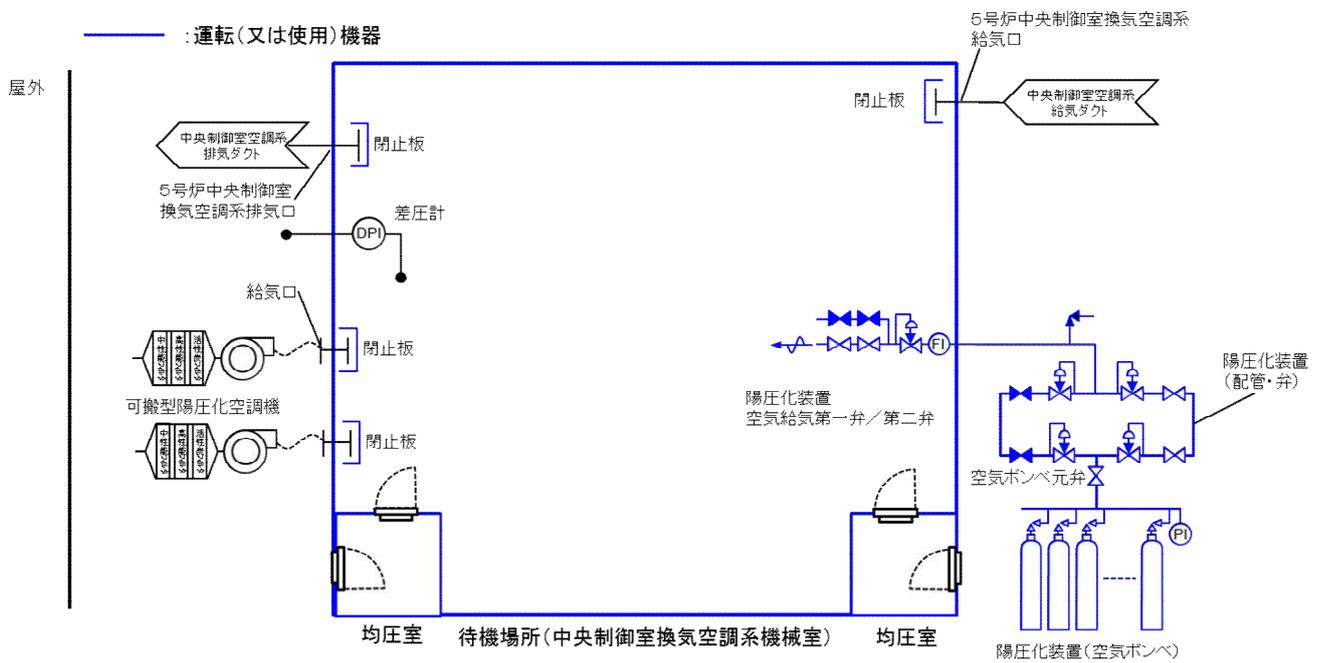 :運転(又は使用)機器
屋外
5号炉中央制御室換気空調系
給気口
閉止板
中央制御室空調系
給気ダクト
中央制御室空調系
排気ダクト
閉止板
5号炉中央制御室
換気空調系排気口
差圧計
DPI
給気口
閉止板
可搬型陽圧化空調機
閉止板
FI
陽圧化装置
空気給気第一弁/第二弁
陽圧化装置
(配管・弁)
空気ボンベ元弁
PI
均圧室
待機場所(中央制御室換気空調系機械室)
均圧室
陽圧化装置(空気ボンベ)